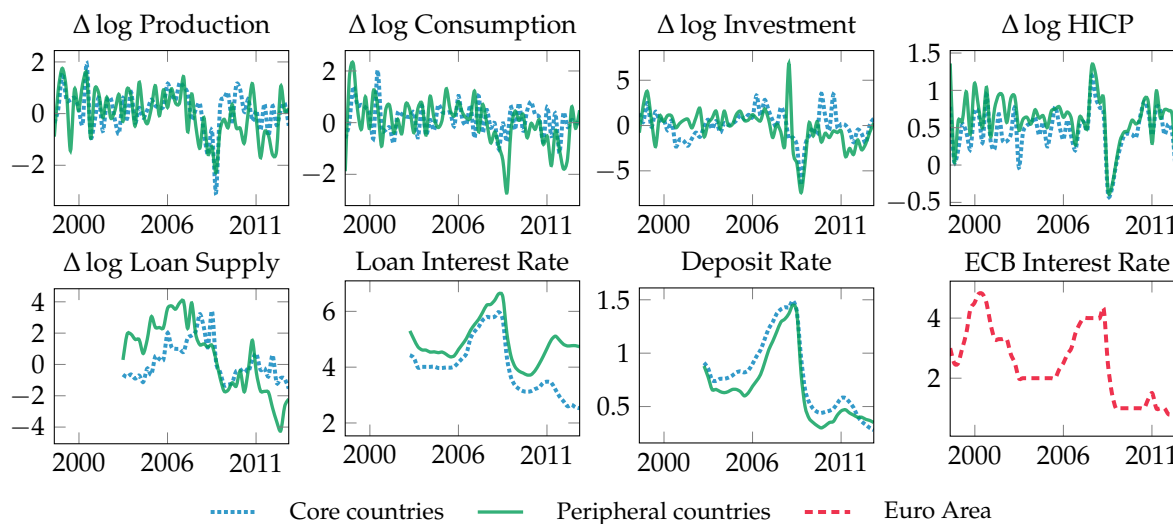 Δ log Production Δ log Consumption Δ log Investment Δ log HICP
2 0 −2 2000 2006 2011
2 0 −2 2000 2006 2011
5 0 −5 2000 2006 2011
1.5 1 0.5 0 −0.5 2000 2006 2011
Δ log Loan Supply Loan Interest Rate Deposit Rate ECB Interest Rate
4 2 0 −2 −4 2000 2006 2011
6 4 2 2000 2006 2011
1.5 1 0.5 2000 2006 2011
4 2 2000 2006 2011
Core countries Peripheral countries Euro Area